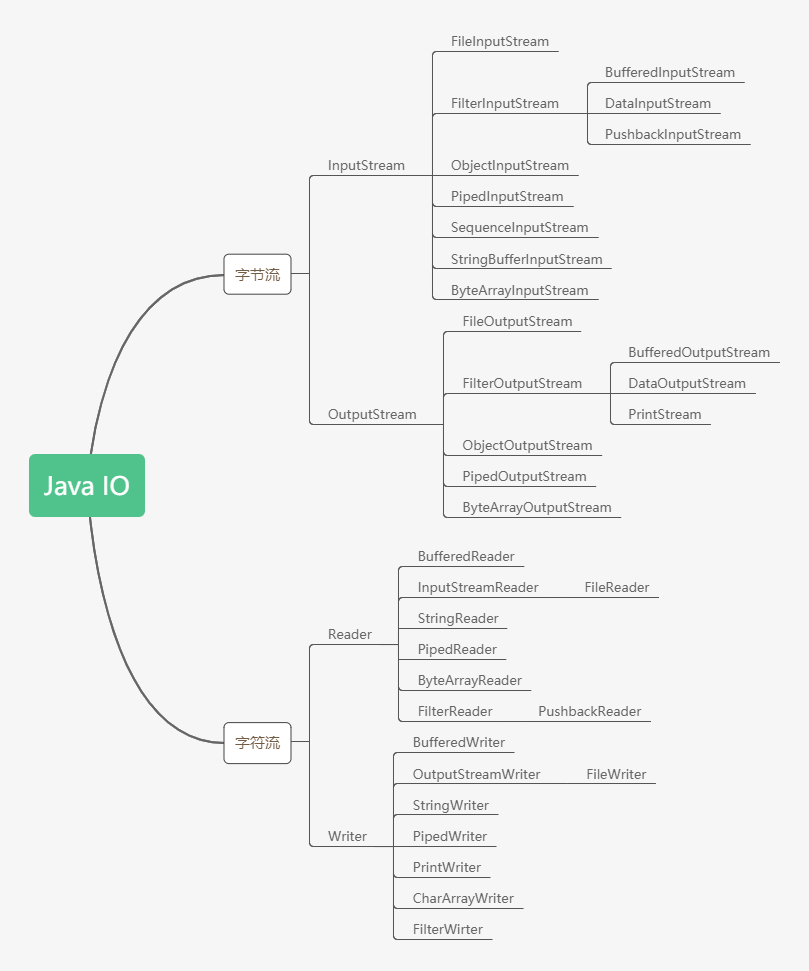 Java IO
字节流
InputStream
FileInputStream
FilterInputStream
BufferedInputStream
DataInputStream
PushbackInputStream
ObjectInputStream
PipedInputStream
SequenceInputStream
StringBufferInputStream
ByteArrayInputStream
OutputStream
FileOutputStream
FilterOutputStream
BufferedOutputStream
DataOutputStream
PrintStream
ObjectOutputStream
PipedOutputStream
ByteArrayOutputStream
字符流
Reader
BufferedReader
InputStreamReader
FileReader
StringReader
PipedReader
ByteArrayReader
FilterReader
PushbackReader
Writer
BufferedWriter
OutputStreamWriter
FileWriter
StringWriter
PipedWriter
PrintWriter
CharArrayWriter
FilterWirter